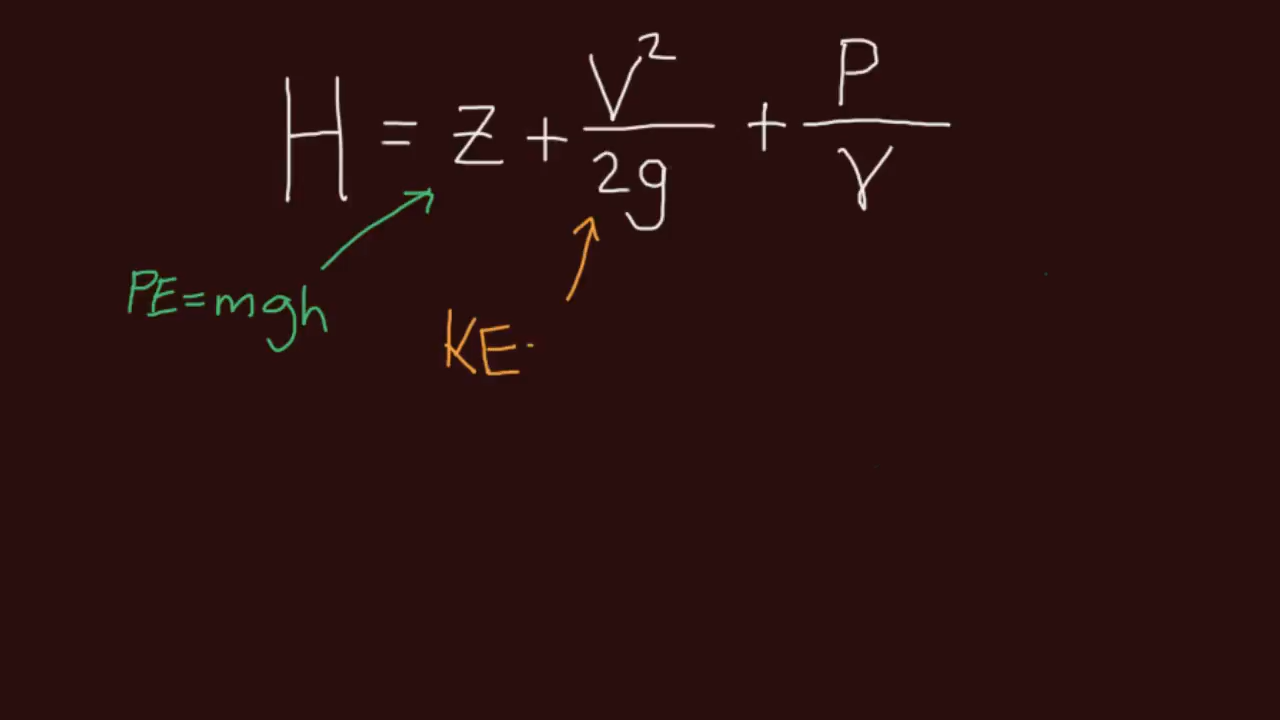 H = z + V²/2g + P/γ
PE = mgh
KE -